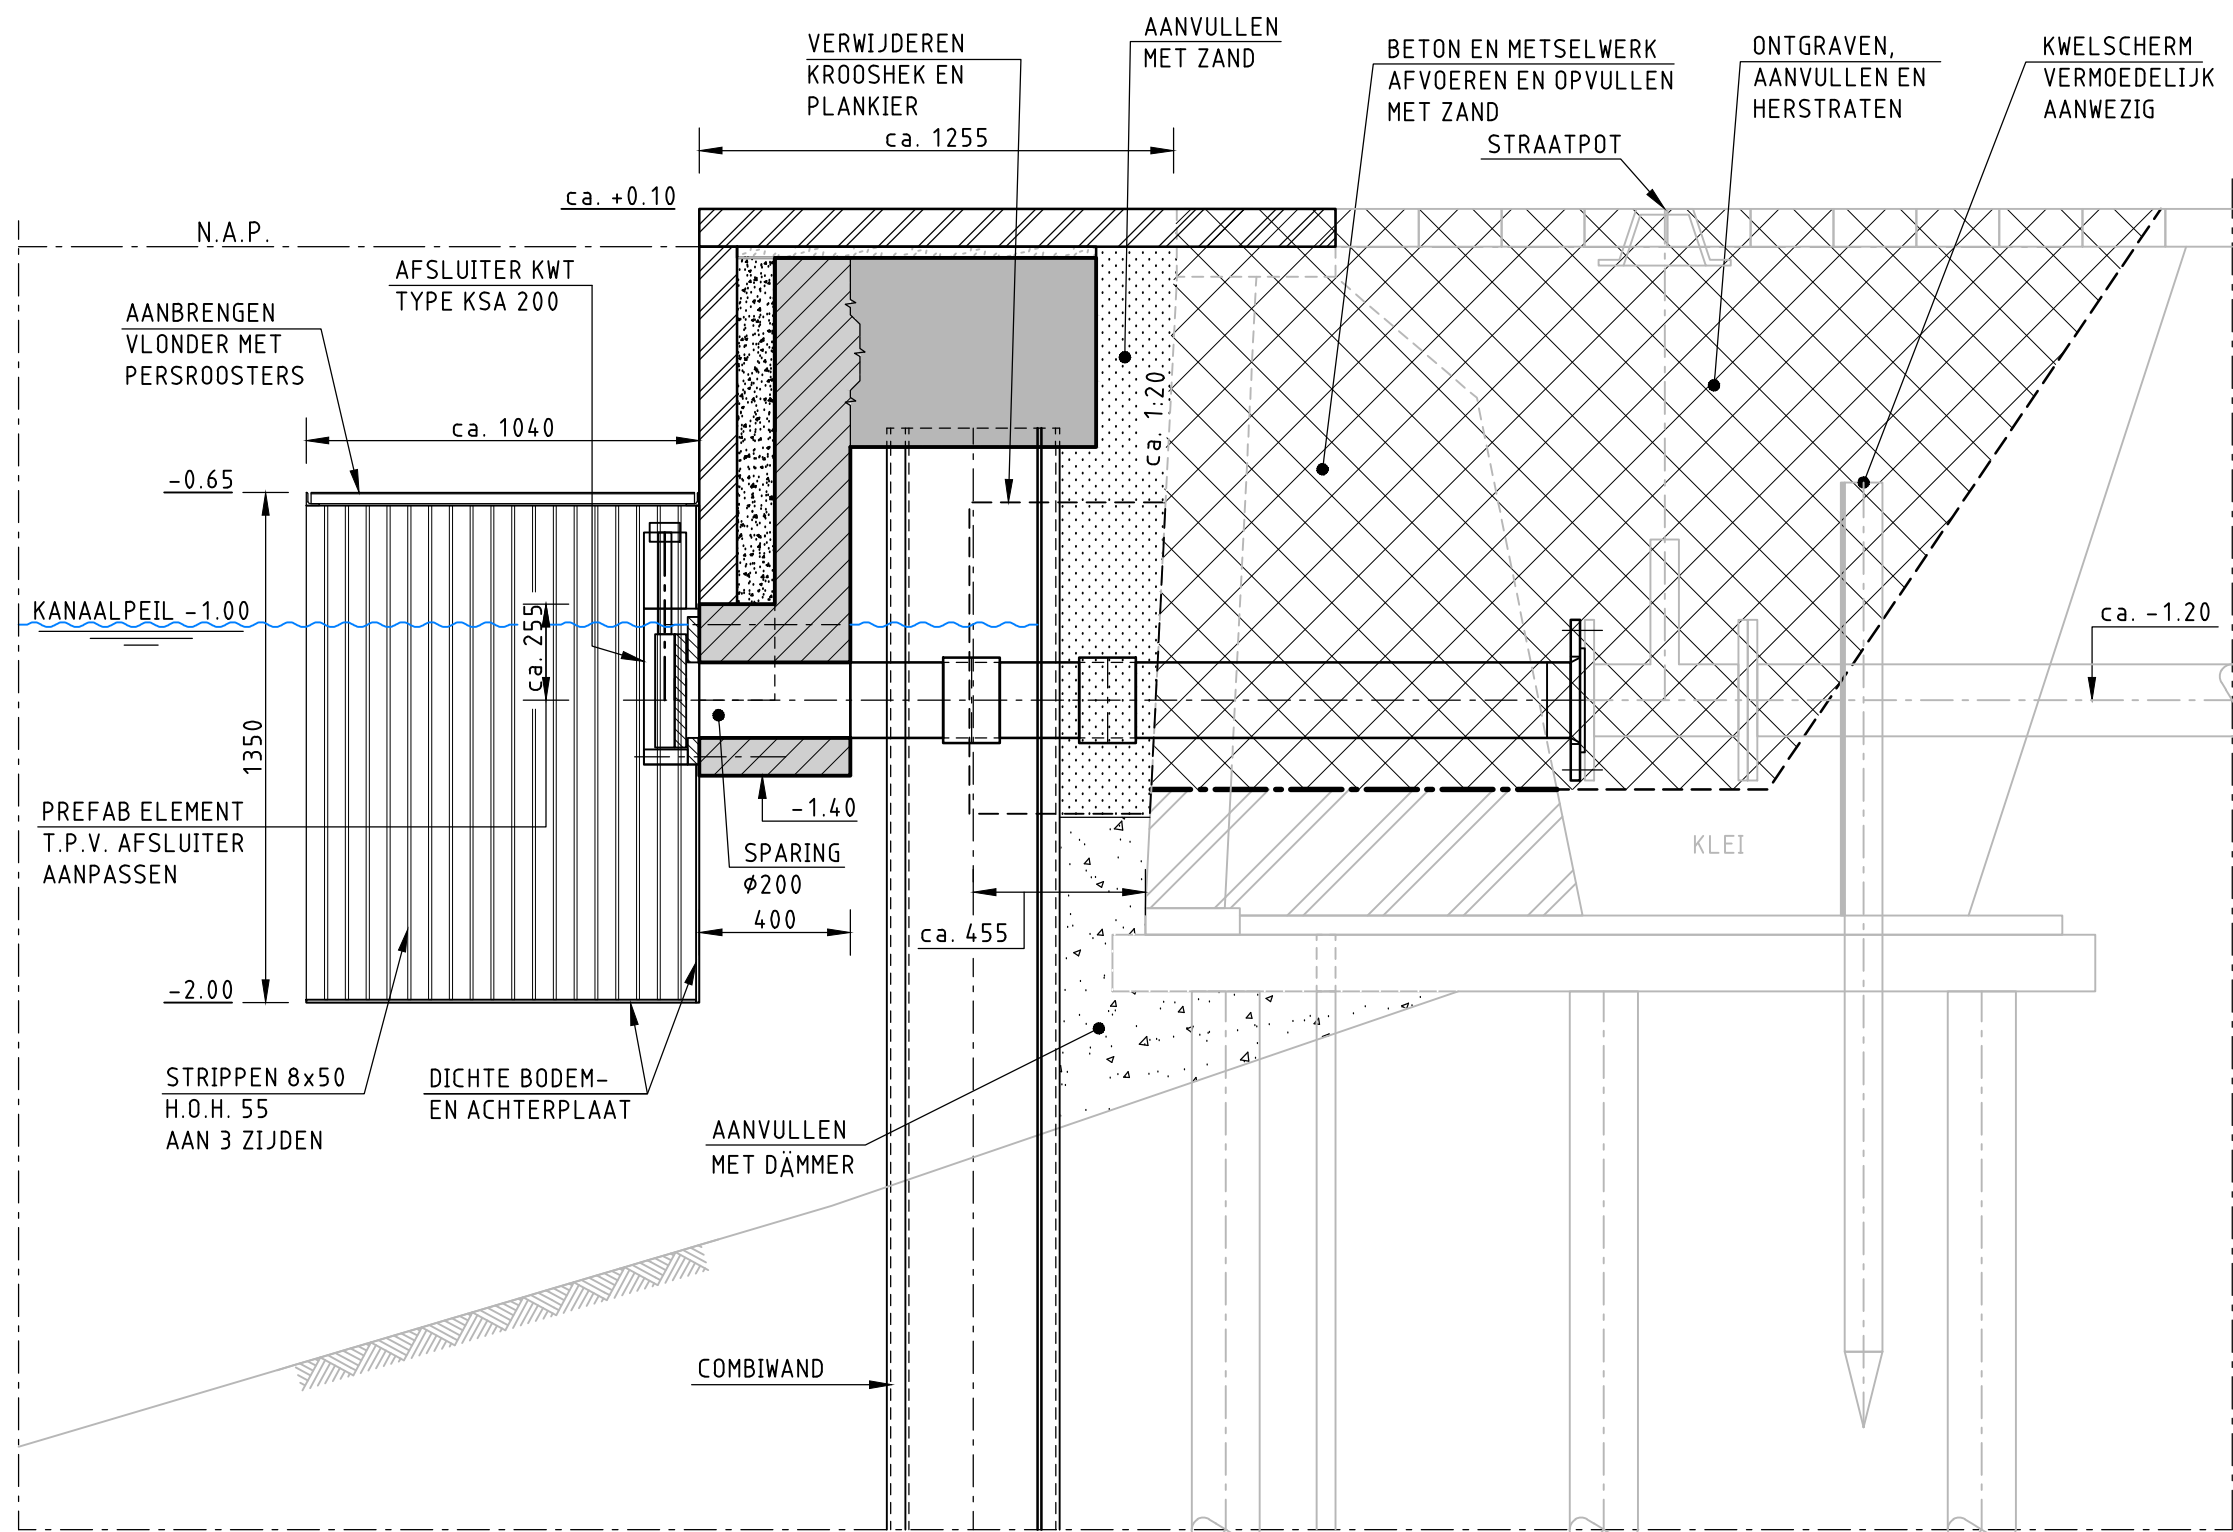 VERWIJDEREN
KROOSHEK EN
PLANKIER
AANVULLEN
MET ZAND
BETON EN METSELWERK
AFVOEREN EN OPVULLEN
MET ZAND
ONTGRAVEN,
AANVULLEN EN
HERSTRATEN
KWELSCHERM
VERMOEDELIJK
AANWEZIG
STRAATPOT
ca. 1255
ca. +0.10
N.A.P.
AFSLUITER KWT
TYPE KSA 200
AANBRENGEN
VLONDER MET
PERSROOSTERS
ca. 1:20
ca. 1040
-0.65
KANAALPEIL -1.00
ca. 255
ca. -1.20
1350
PREFAB ELEMENT
T.P.V. AFSLUITER
AANPASSEN
-1.40
SPARING
ϕ200
KLEI
400
ca. 455
-2.00
STRIPPEN 8x50
H.O.H. 55
AAN 3 ZIJDEN
DICHTE BODEM-
EN ACHTERPLAAT
AANVULLEN
MET DÄMMER
COMBIWAND